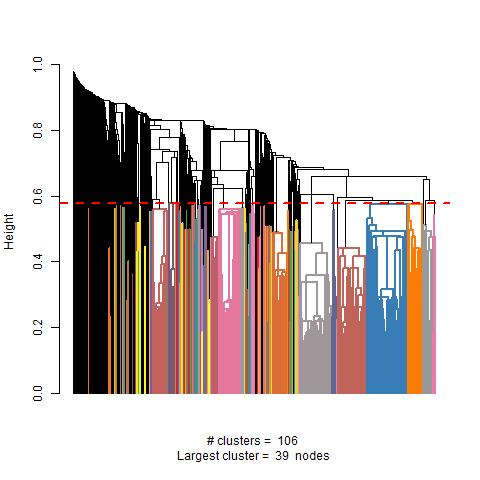 1.0
0.8
0.6
0.4
0.2
0.0
Height
# clusters = 106
Largest cluster = 39 nodes